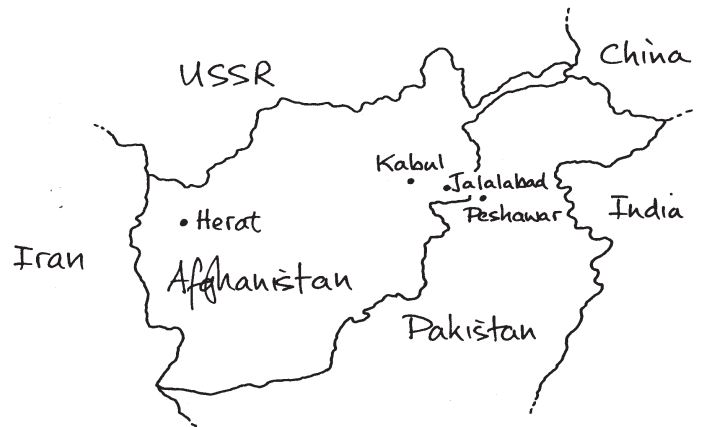 USSR
China
Kabul
Jalalabad
Peshawar
India
Herat
Iran
Afghanistan
Pakistan